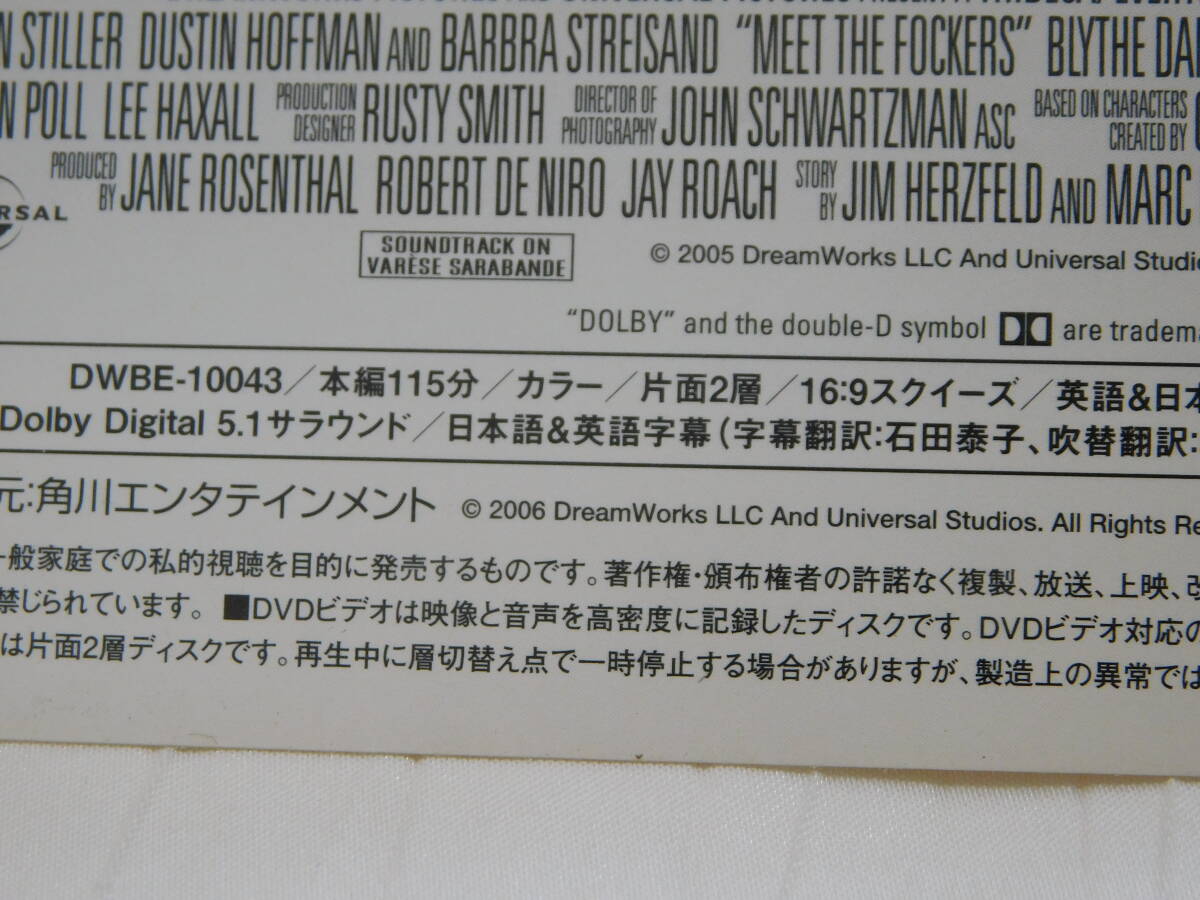 N STILLER DUSTIN HOFFMAN AND BARBRA STREISAND "MEET THE FOCKERS" BLYTHE DA
N POLL LEE HAXALL PRODUCTION DESIGNER RUSTY SMITH DIRECTOR OF PHOTOGRAPHY JOHN SCHWARTZMAN ASC BASED ON CHARACTERS CREATED BY
PRODUCED BY JANE ROSENTHAL ROBERT DE NIRO JAY ROACH STORY BY JIM HERZFELD AND MARC
RSAL
SOUNDTRACK ON
VARÈSE SARABANDE
© 2005 DreamWorks LLC And Universal Studio
"DOLBY" and the double-D symbol are tradema
DWBE-10043/本編115分/カラー/片面2層/16:9スクイーズ/英語&日本
Dolby Digital 5.1サラウンド/日本語&英語字幕(字幕翻訳:石田泰子、吹替翻訳:
元:角川エンタテインメント © 2006 DreamWorks LLC And Universal Studios. All Rights Re
一般家庭での私的視聴を目的に発売するものです。著作権・頒布権者の許諾なく複製、放送、上映、改
禁じられています。 ■DVDビデオは映像と音声を高密度に記録したディスクです。DVDビデオ対応の
は片面2層ディスクです。再生中に層切替え点で一時停止する場合がありますが、製造上の異常では